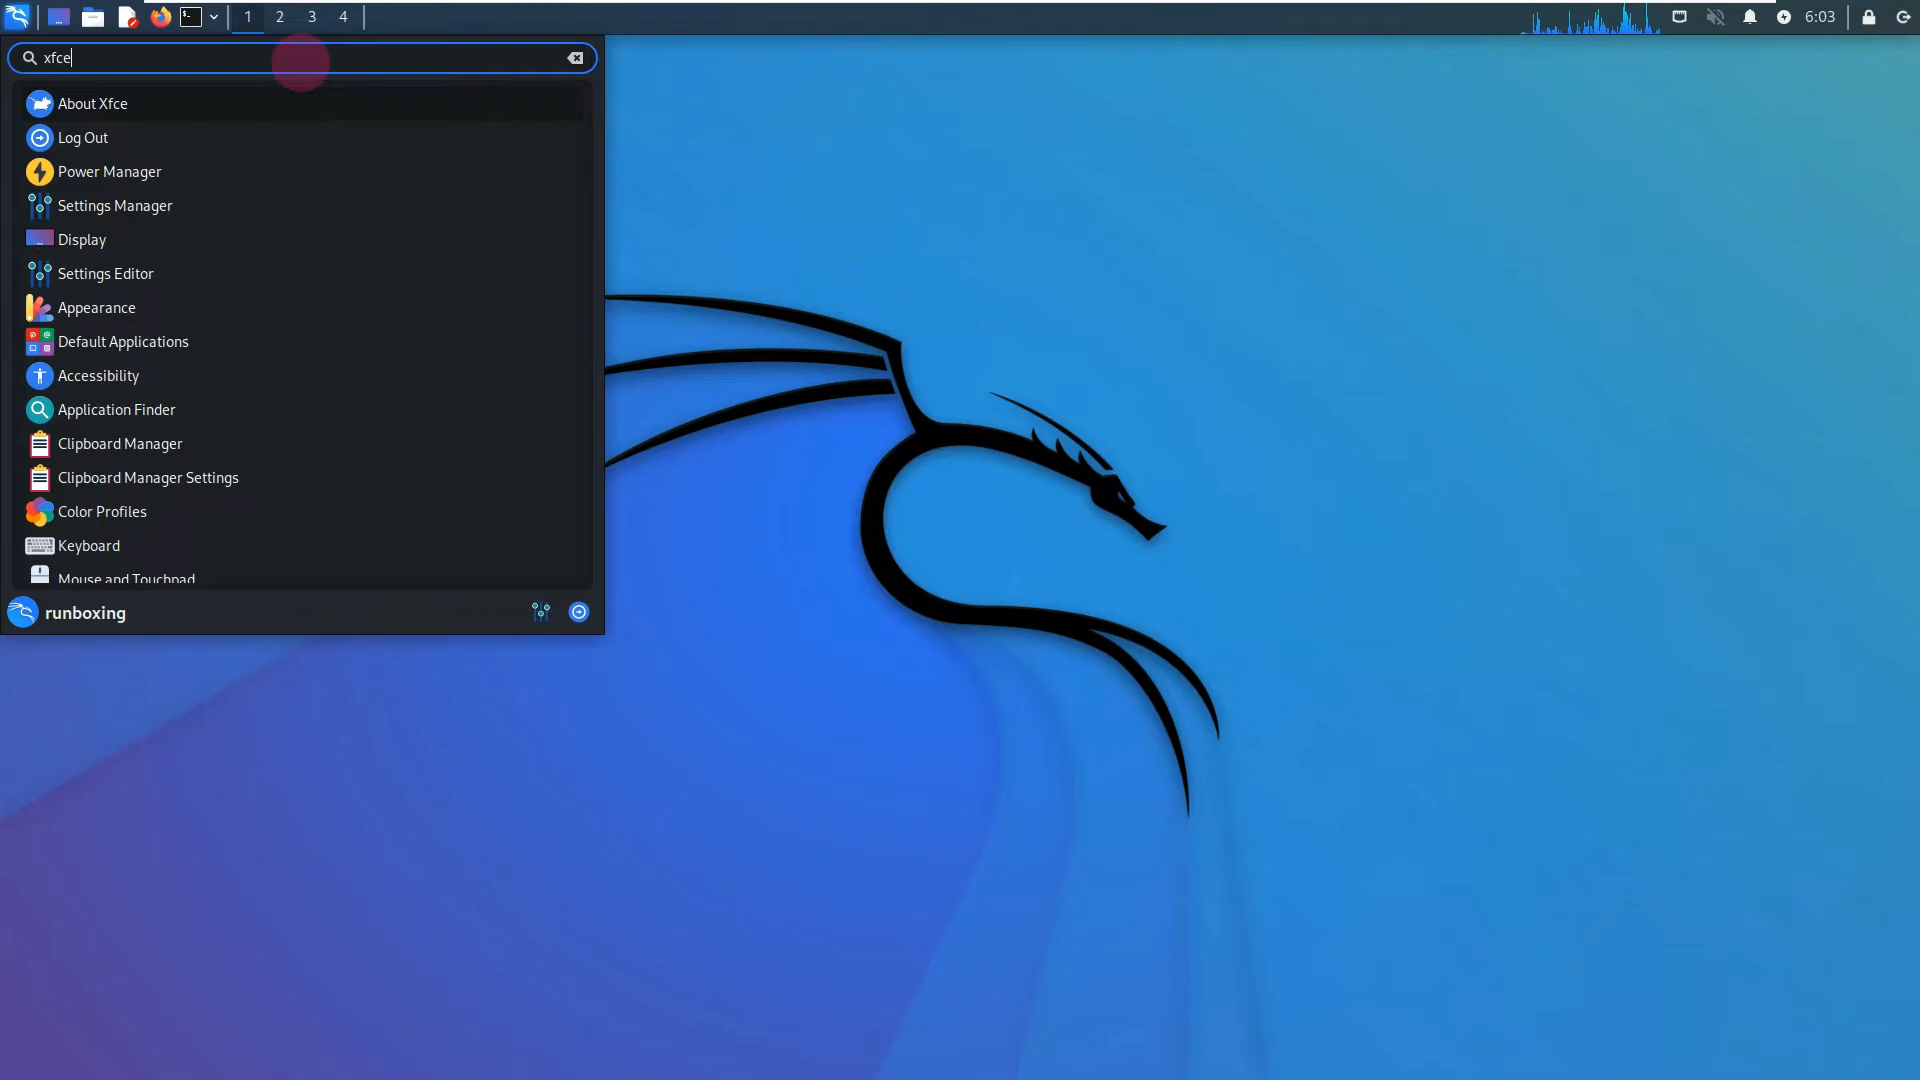 1 2 3 4 6:03
xfce
About Xfce
Log Out
Power Manager
Settings Manager
Display
Settings Editor
Appearance
Default Applications
Accessibility
Application Finder
Clipboard Manager
Clipboard Manager Settings
Color Profiles
Keyboard
Mouse and Touchpad
runboxing